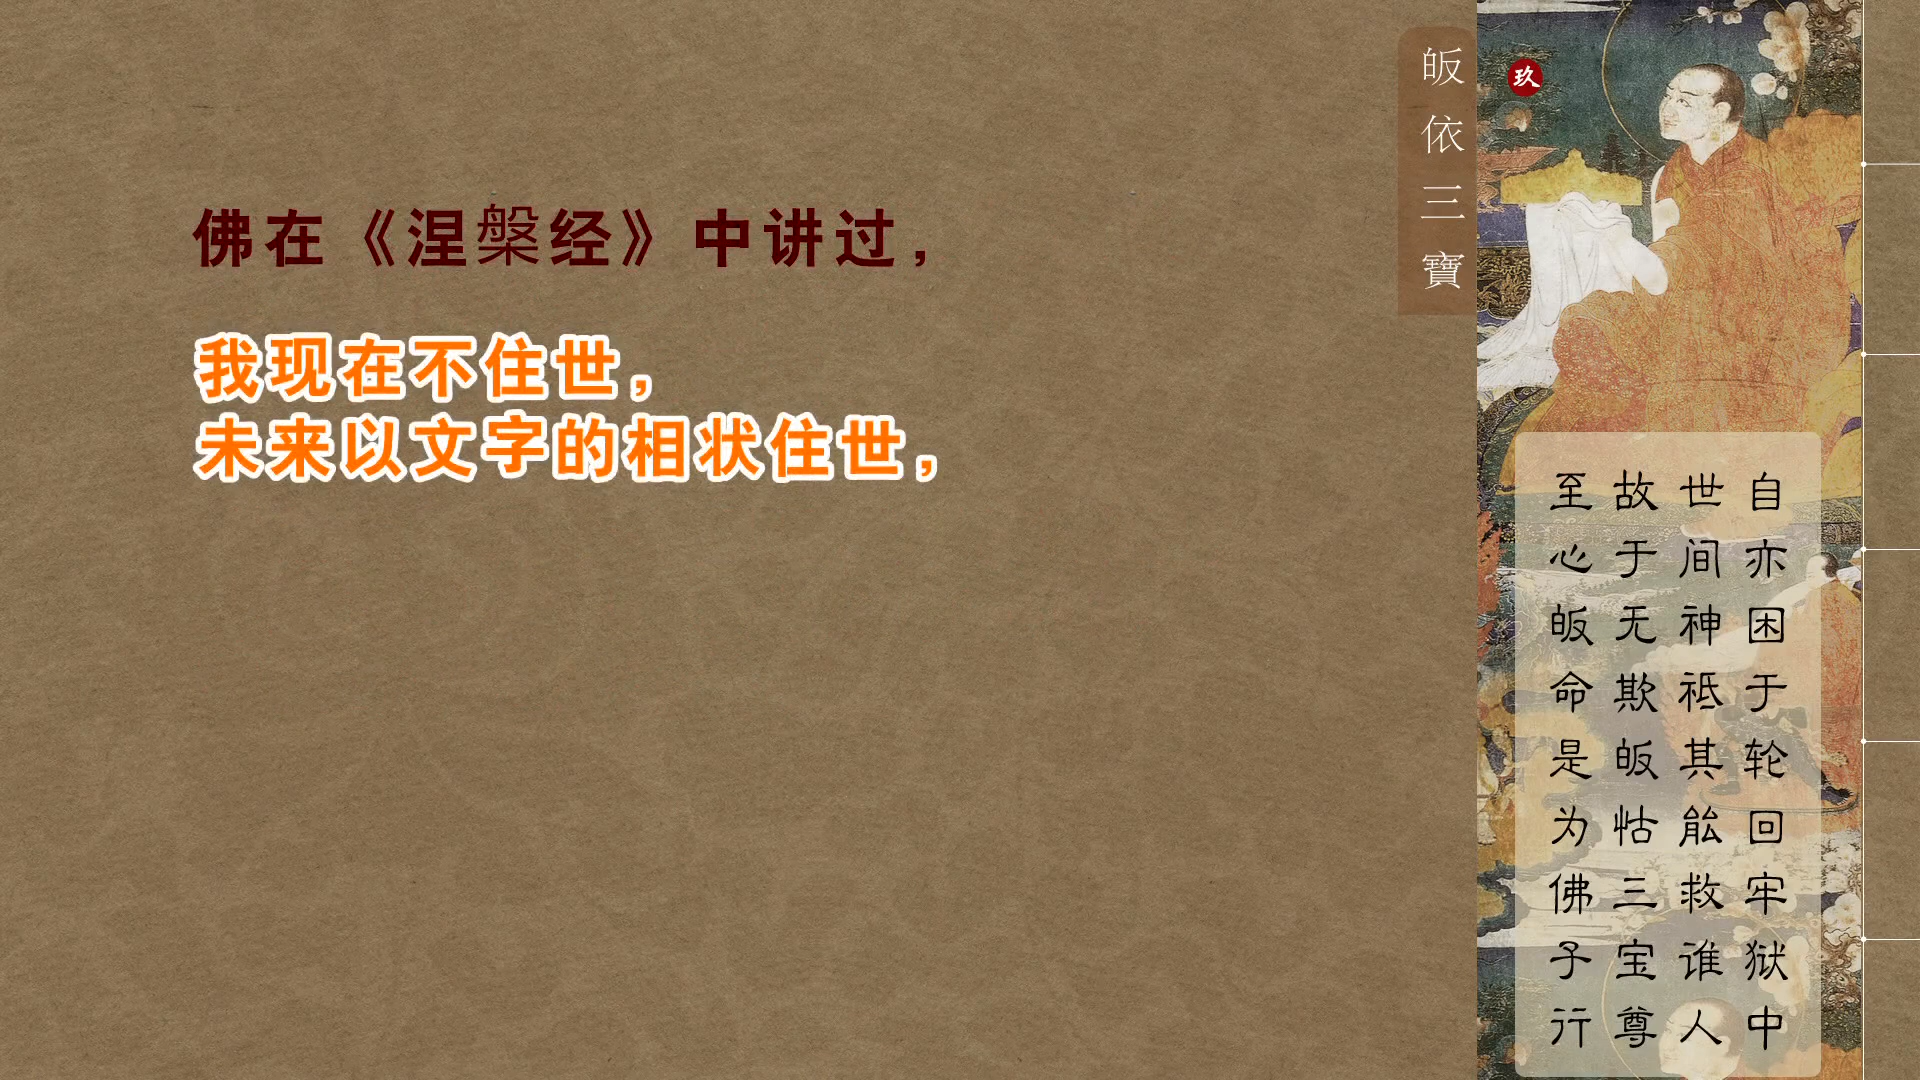 佛在《涅槃经》中讲过，
我现在不住世，
未来以文字的相状住世，
皈依三寶
玖
自亦困于轮回牢狱中
世间神祇其能救谁人
故于无欺皈怙三宝尊
至心皈命是为佛子行